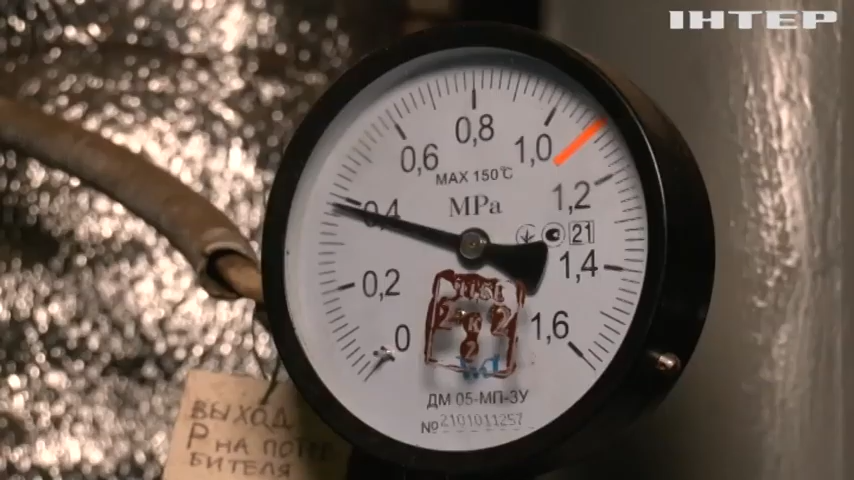 ІНТЕР
0,8
0,6
1,0
MAX 150°C
1,2
MPa
0,4
21
1,4
0,2
1,6
0
ДМ 05-МП-3У
№2101011257
ВЫХОД
Р НА ПОТРЕ
БИТЕЛЯ